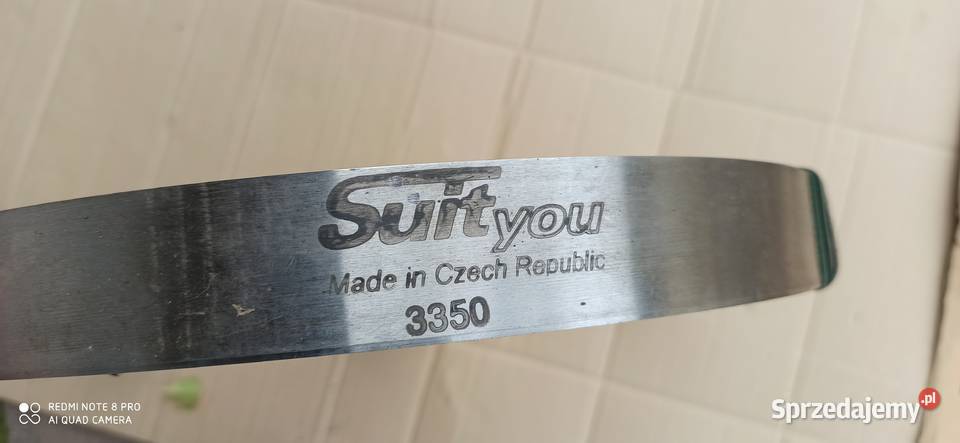 Suit you
Made in Czech Republic
3350
REDMI NOTE 8 PRO
AI QUAD CAMERA
Sprzedajemy.pl